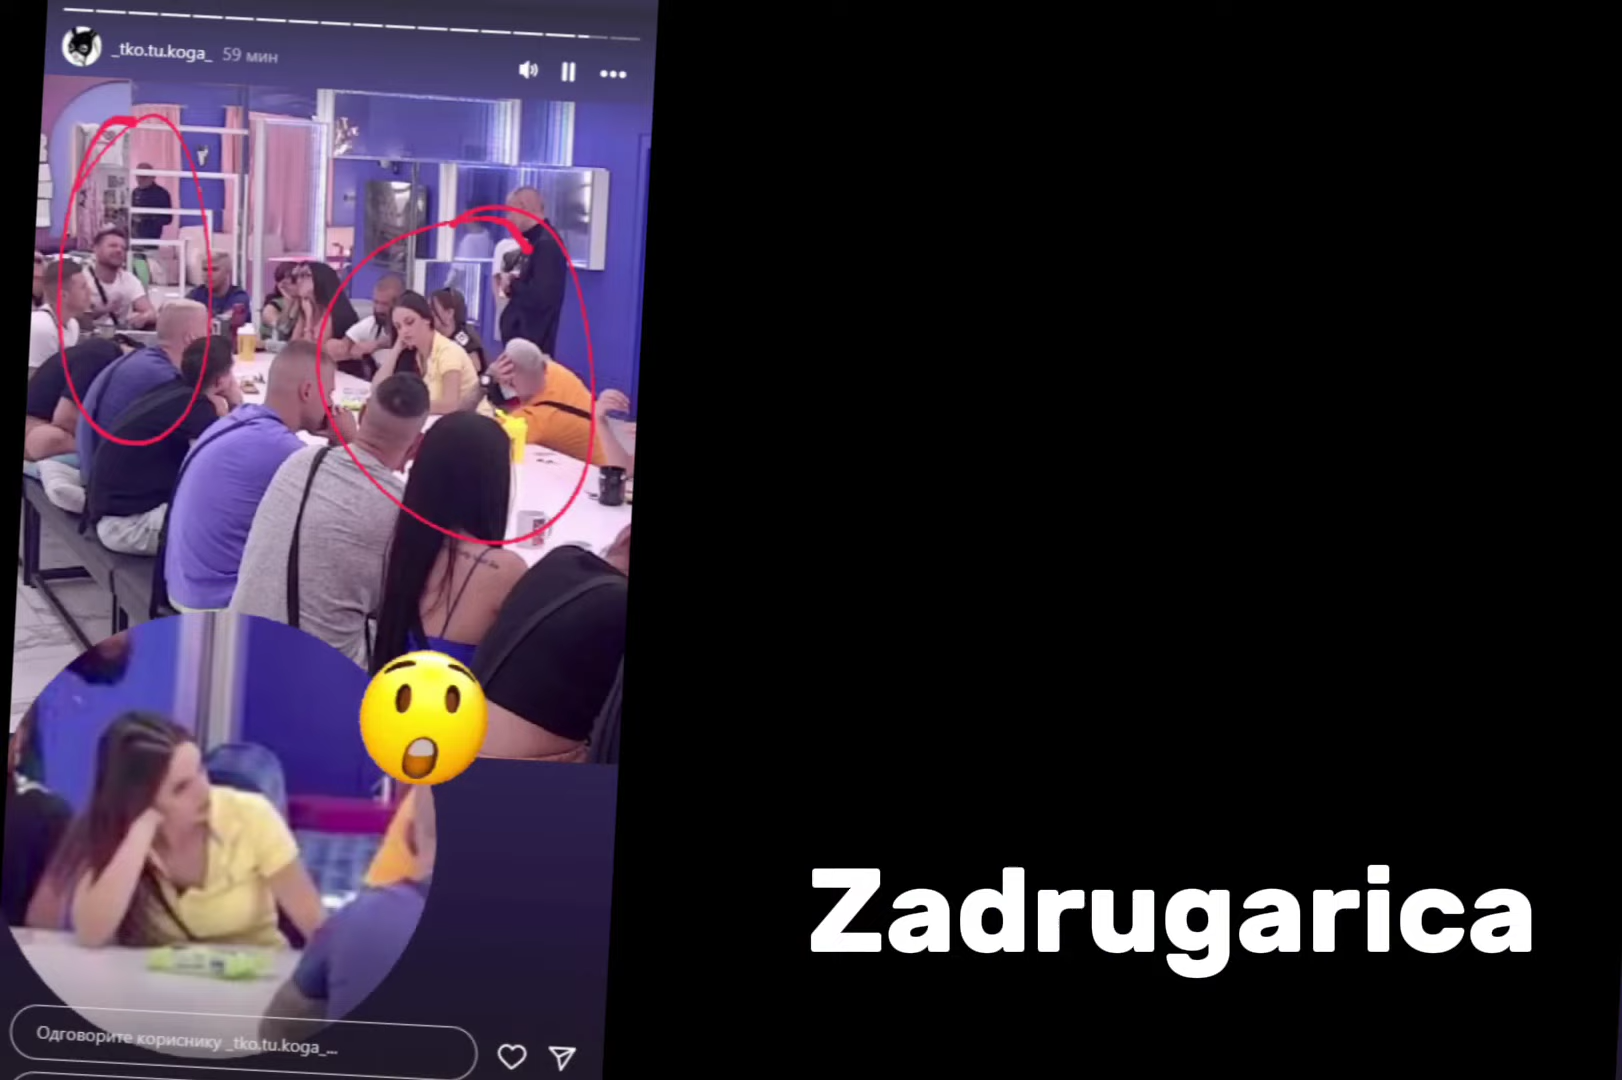 _tko.tu.koga_ 59 мин
Одговорите кориснику _tko.tu.koga_...
Zadrugarica